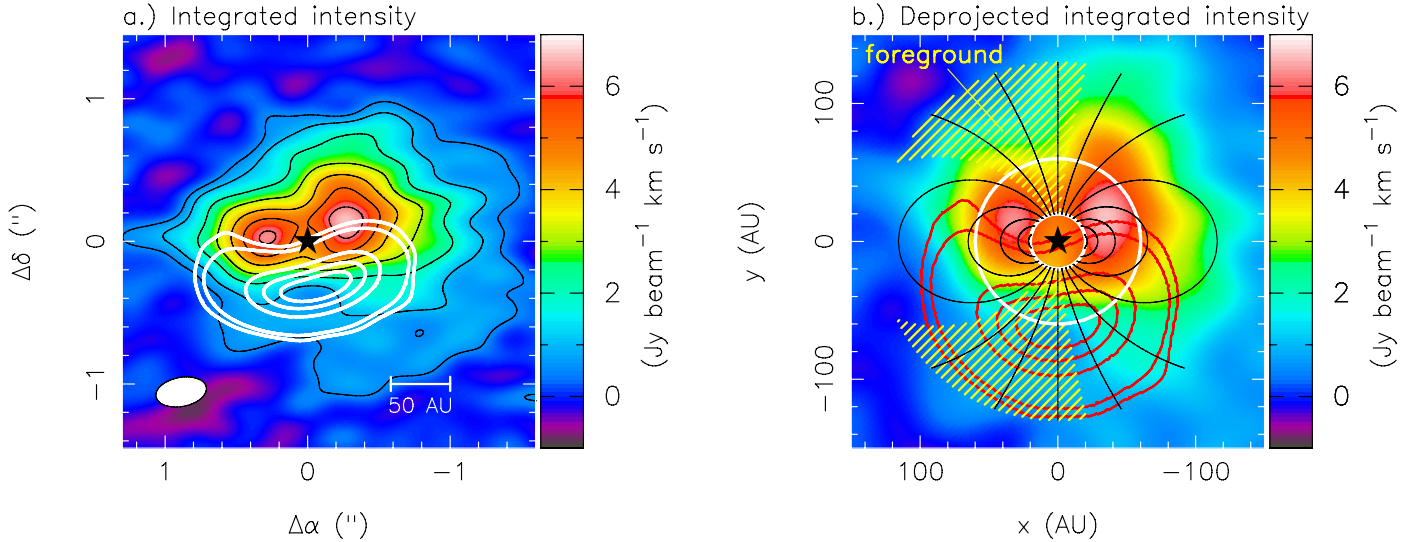 a.) Integrated intensity
1
0
−1
Δδ (")
50 AU
1 0 −1
Δα (")
6
4
2
0
(Jy beam⁻¹ km s⁻¹)
b.) Deprojected integrated intensity
foreground
100
0
−100
y (AU)
100 0 −100
x (AU)
6
4
2
0
(Jy beam⁻¹ km s⁻¹)